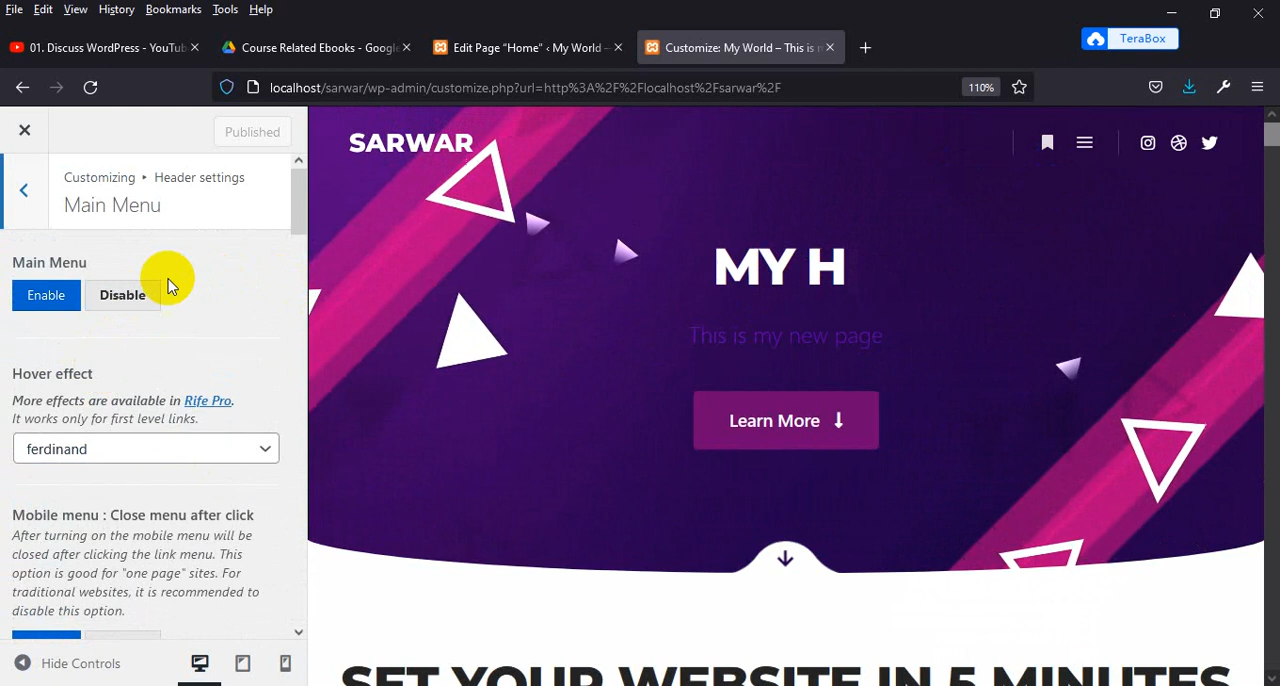 File Edit View History Bookmarks Tools Help
01. Discuss WordPress - YouTub
Course Related Ebooks - Google
Edit Page “Home” ‹ My World –
Customize: My World – This is m
TeraBox
localhost/sarwar/wp-admin/customize.php?url=http%3A%2F%2Flocalhost%2Fsarwar%2F
110%
Published
Customizing ▸ Header settings
Main Menu
Main Menu
Enable Disable
Hover effect
More effects are available in Rife Pro.
It works only for first level links.
ferdinand
Mobile menu : Close menu after click
After turning on the mobile menu will be
closed after clicking the link menu. This
option is good for "one page" sites. For
traditional websites, it is recommended to
disable this option.
Hide Controls
SARWAR
MY H
This is my new page
Learn More
SET YOUR WEBSITE IN 5 MINUTES